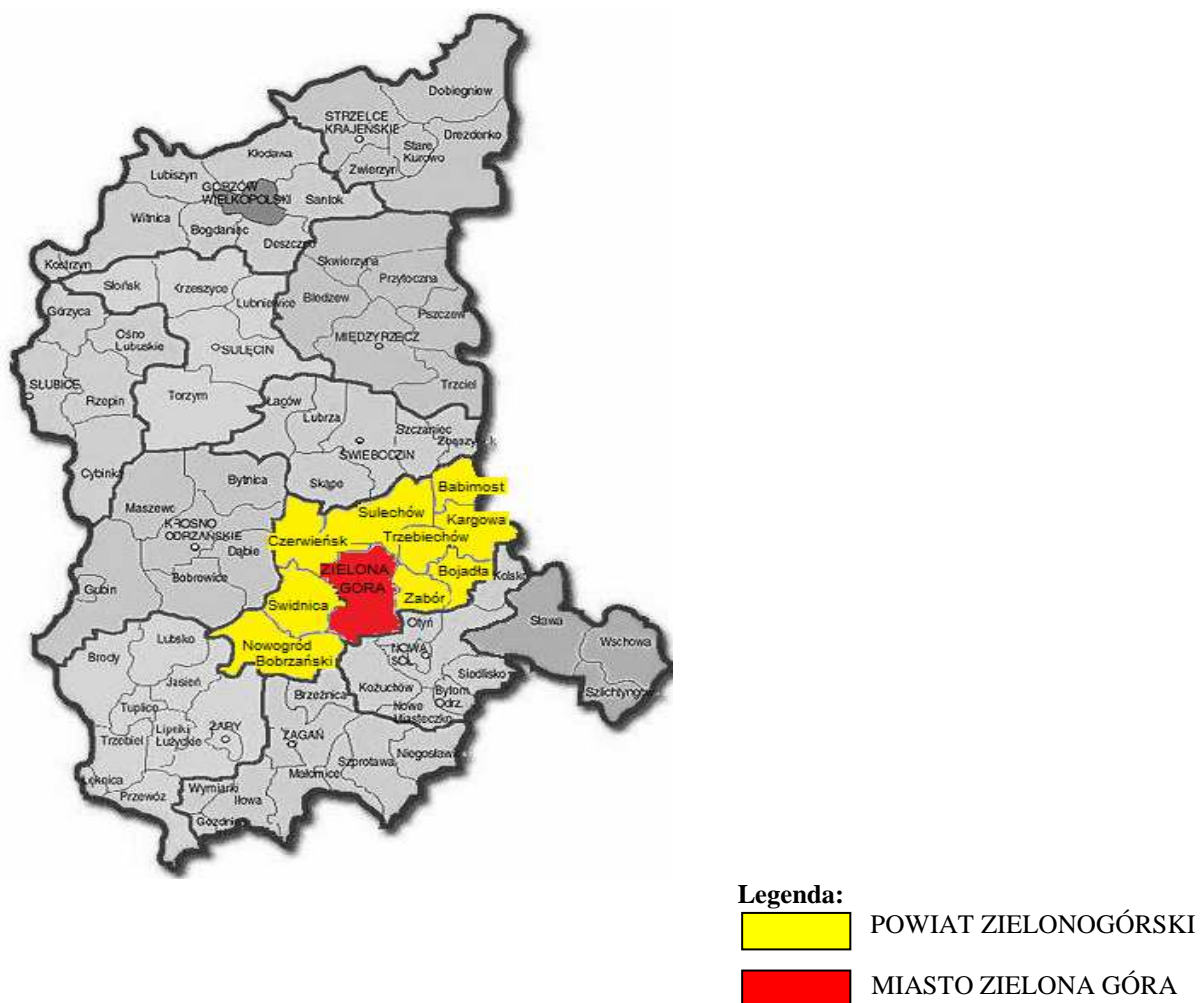 Dobiegniew
STRZELCE
KRAJEŃSKIE
Drezdenko
Stare
Kurowo
Kłodawa
Zwierzyn
Lubiszyn
GORZÓW
WIELKOPOLSKI
Santok
Witnica
Bogdaniec
Deszczno
Kostrzyn
Skwierzyna
Przytoczna
Słońsk
Krzeszyce
Lubniewice
Bledzew
Pszczew
Górzyca
Ośno
Lubuskie
SULĘCIN
MIĘDZYRZECZ
SŁUBICE
Rzepin
Torzym
Trzciel
Łagów
Lubrza
Szczaniec
ŚWIEBODZIN
Cybinka
Bytnica
Skąpe
Babimost
Maszewo
Sulechów
Kargowa
KROSNO
ODRZAŃSKIE
Dąbie
Czerwieńsk
Trzebiechów
Bobrowice
ZIELONA
GÓRA
Bojadła
Kolsko
Gubin
Świdnica
Zabór
Otyń
Sława
Wschowa
Lubsko
Brody
Nowogród
Bobrzański
NOWA
SÓL
Siedlisko
Jasień
Kożuchów
Bytom
Odrz.
Szlichtyngowa
Brzeźnica
Nowe
Miasteczko
Tuplice
Trzebiel
Lipinki
Łużyckie
ŻARY
ŻAGAŃ
Niegosławice
Szprotawa
Małomice
Łęknica
Przewóz
Wymiarki
Iłowa
Gozdnica
Legenda:
POWIAT ZIELONOGÓRSKI
MIASTO ZIELONA GÓRA